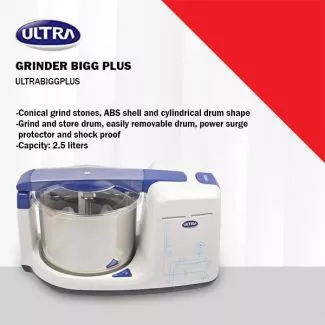 ULTRA
GRINDER BIGG PLUS
ULTRABIGGPLUS
-Conical grind stones, ABS shell and cylindrical drum shape
-Grind and store drum, easily removable drum, power surge
protector and shock proof
-Capcity: 2.5 liters
ULTRA